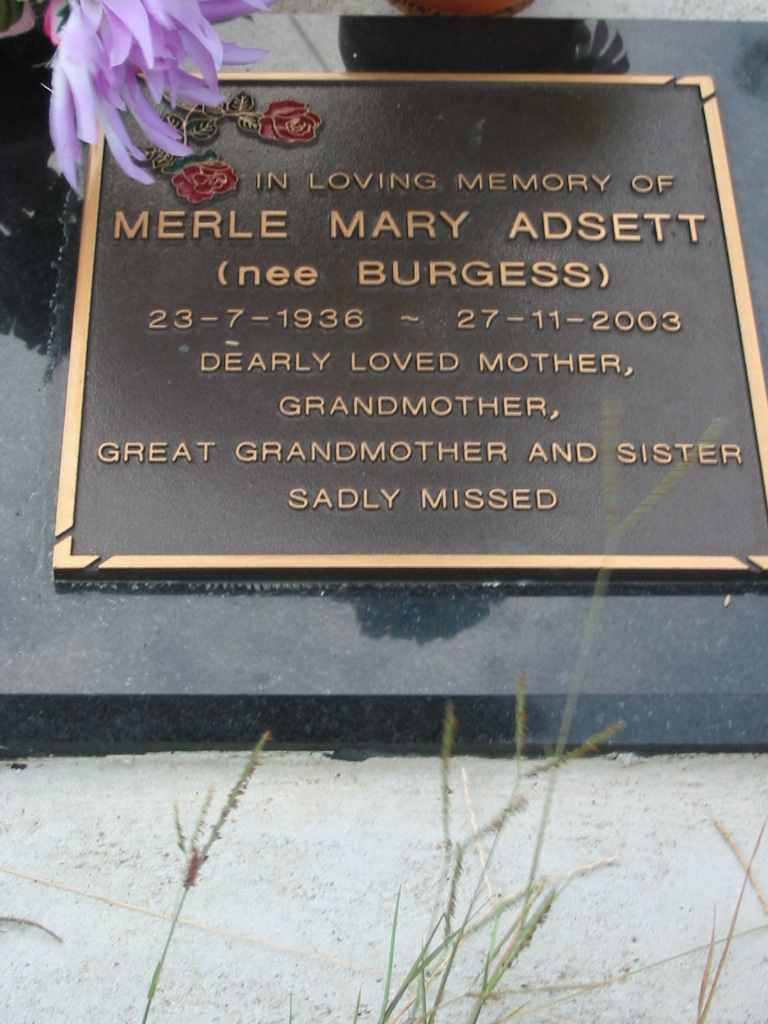 IN LOVING MEMORY OF
MERLE MARY ADSETT
(nee BURGESS)
23-7-1936 ~ 27-11-2003
DEARLY LOVED MOTHER,
GRANDMOTHER,
GREAT GRANDMOTHER AND SISTER
SADLY MISSED